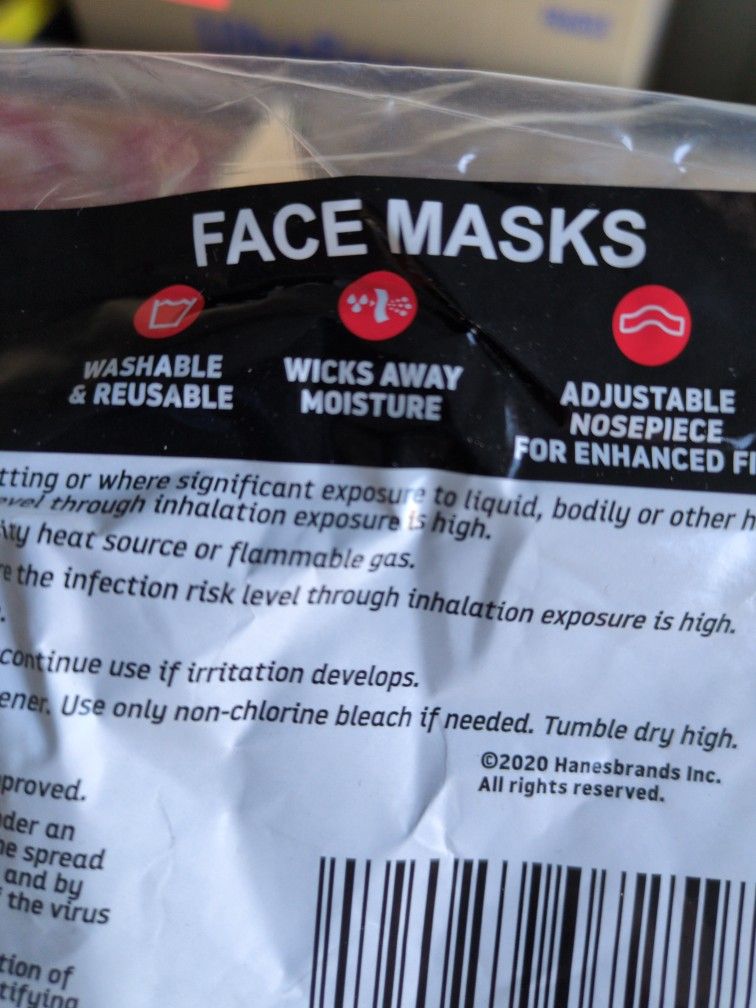 FACE MASKS
WASHABLE
& REUSABLE
WICKS AWAY
MOISTURE
ADJUSTABLE
NOSEPIECE
FOR ENHANCED
tting or where significant exposure to liquid, bodily or other h
evel through inhalation exposure is high.
heat source or flammable gas.
the infection risk level through inhalation exposure is high.
continue use if irritation develops.
ener. Use only non-chlorine bleach if needed. Tumble dry high.
©2020 Hanesbrands Inc.
All rights reserved.
proved.
der an
he spread
and by
the virus
tion of
tifying